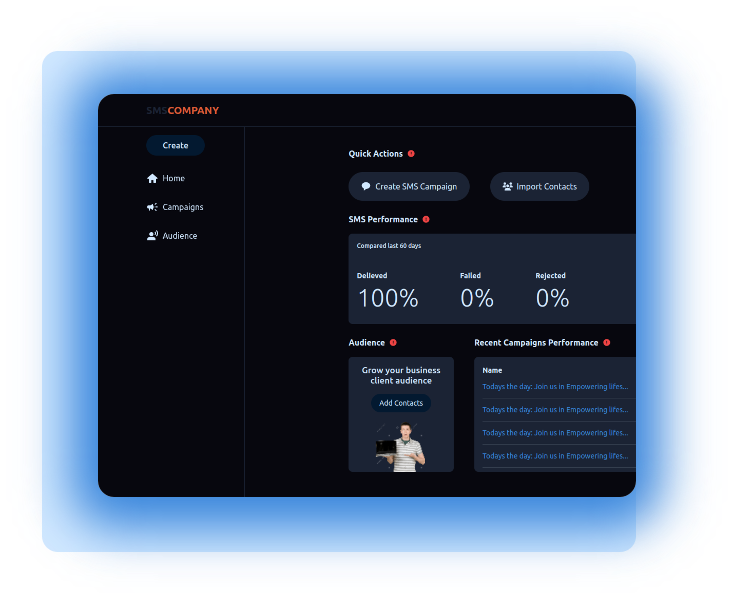 SMSCOMPANY
Create
Home
Campaigns
Audience
Quick Actions
Create SMS Campaign
Import Contacts
SMS Performance
Compared last 60 days
Delieved
Failed
Rejected
100%
0%
0%
Audience
Grow your business
client audience
Add Contacts
Recent Campaigns Performance
Name
Todays the day: Join us in Empowering lifes...
Todays the day: Join us in Empowering lifes...
Todays the day: Join us in Empowering lifes...
Todays the day: Join us in Empowering lifes...